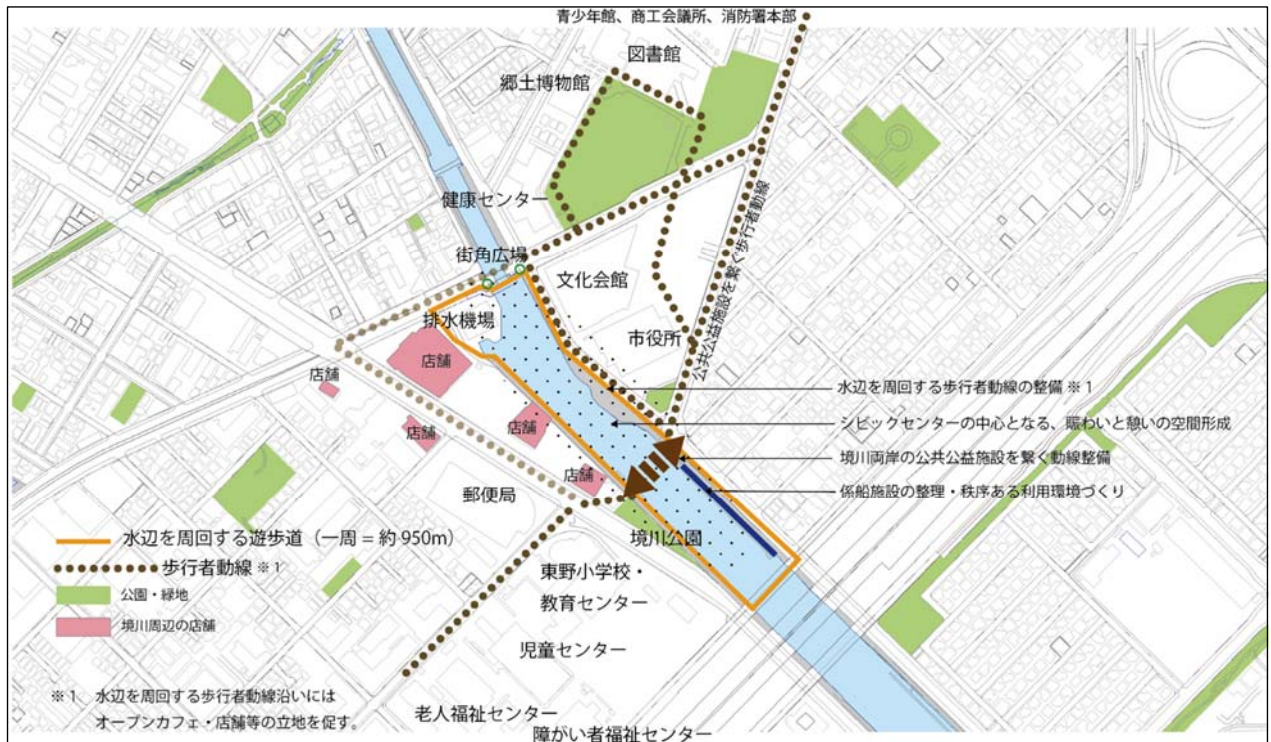 青少年館、商工会議所、消防署本部
図書館
郷土博物館
健康センター
街角広場
文化会館
公共公益施設を繋ぐ歩行者動線
排水機場
市役所
店舗
店舗
店舗
店舗
店舗
水辺を周回する歩行者動線の整備 ※1
シビックセンターの中心となる、賑わいと憩いの空間形成
境川両岸の公共公益施設を繋ぐ動線整備
係船施設の整理・秩序ある利用環境づくり
郵便局
境川公園
水辺を周回する遊歩道（一周 = 約 950m）
歩行者動線 ※1
公園・緑地
境川周辺の店舗
東野小学校・
教育センター
児童センター
老人福祉センター
障がい者福祉センター
※1 水辺を周回する歩行者動線沿いには
オープンカフェ・店舗等の立地を促す。